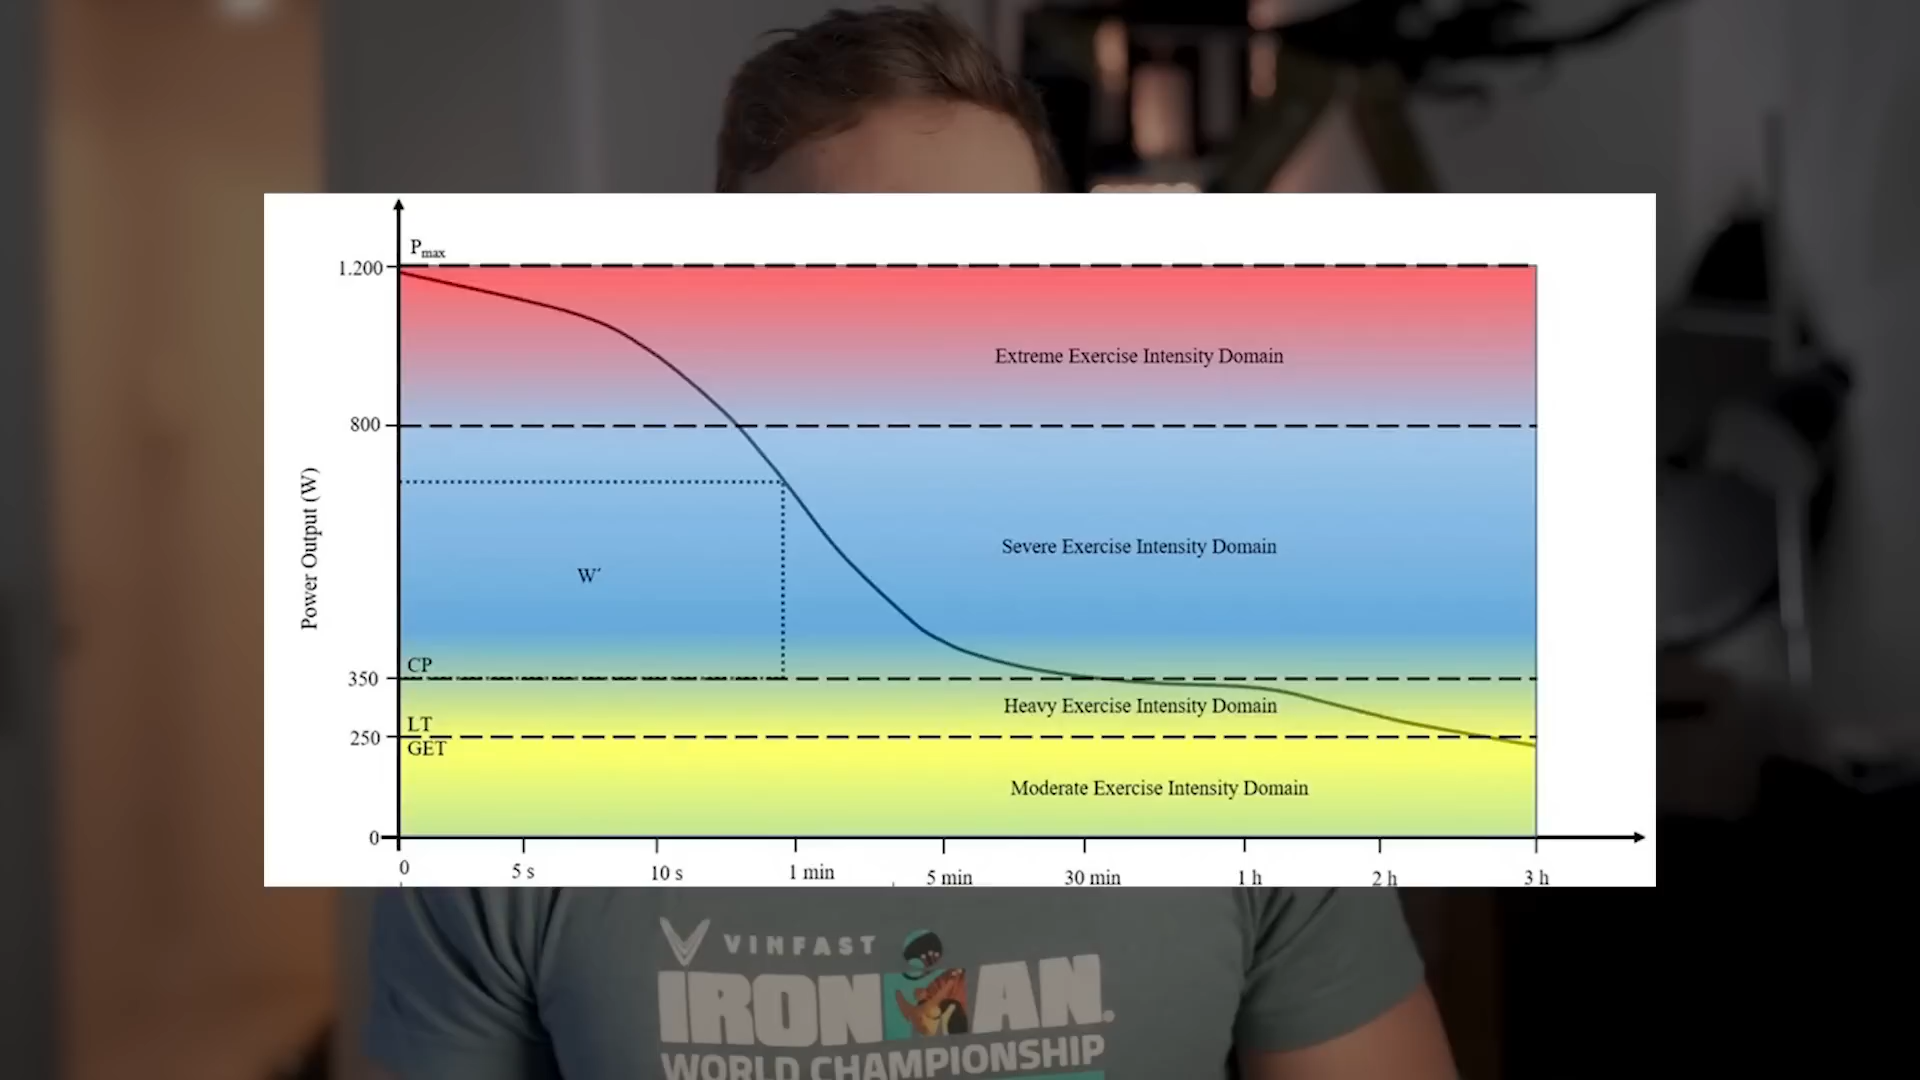 P_max
1.200
Extreme Exercise Intensity Domain
800
Power Output (W)
Severe Exercise Intensity Domain
W´
CP
350
Heavy Exercise Intensity Domain
LT
250
GET
Moderate Exercise Intensity Domain
0
0
5 s
10 s
1 min
5 min
30 min
1 h
2 h
3 h
VINFAST
IRONMAN.
WORLD CHAMPIONSHIP